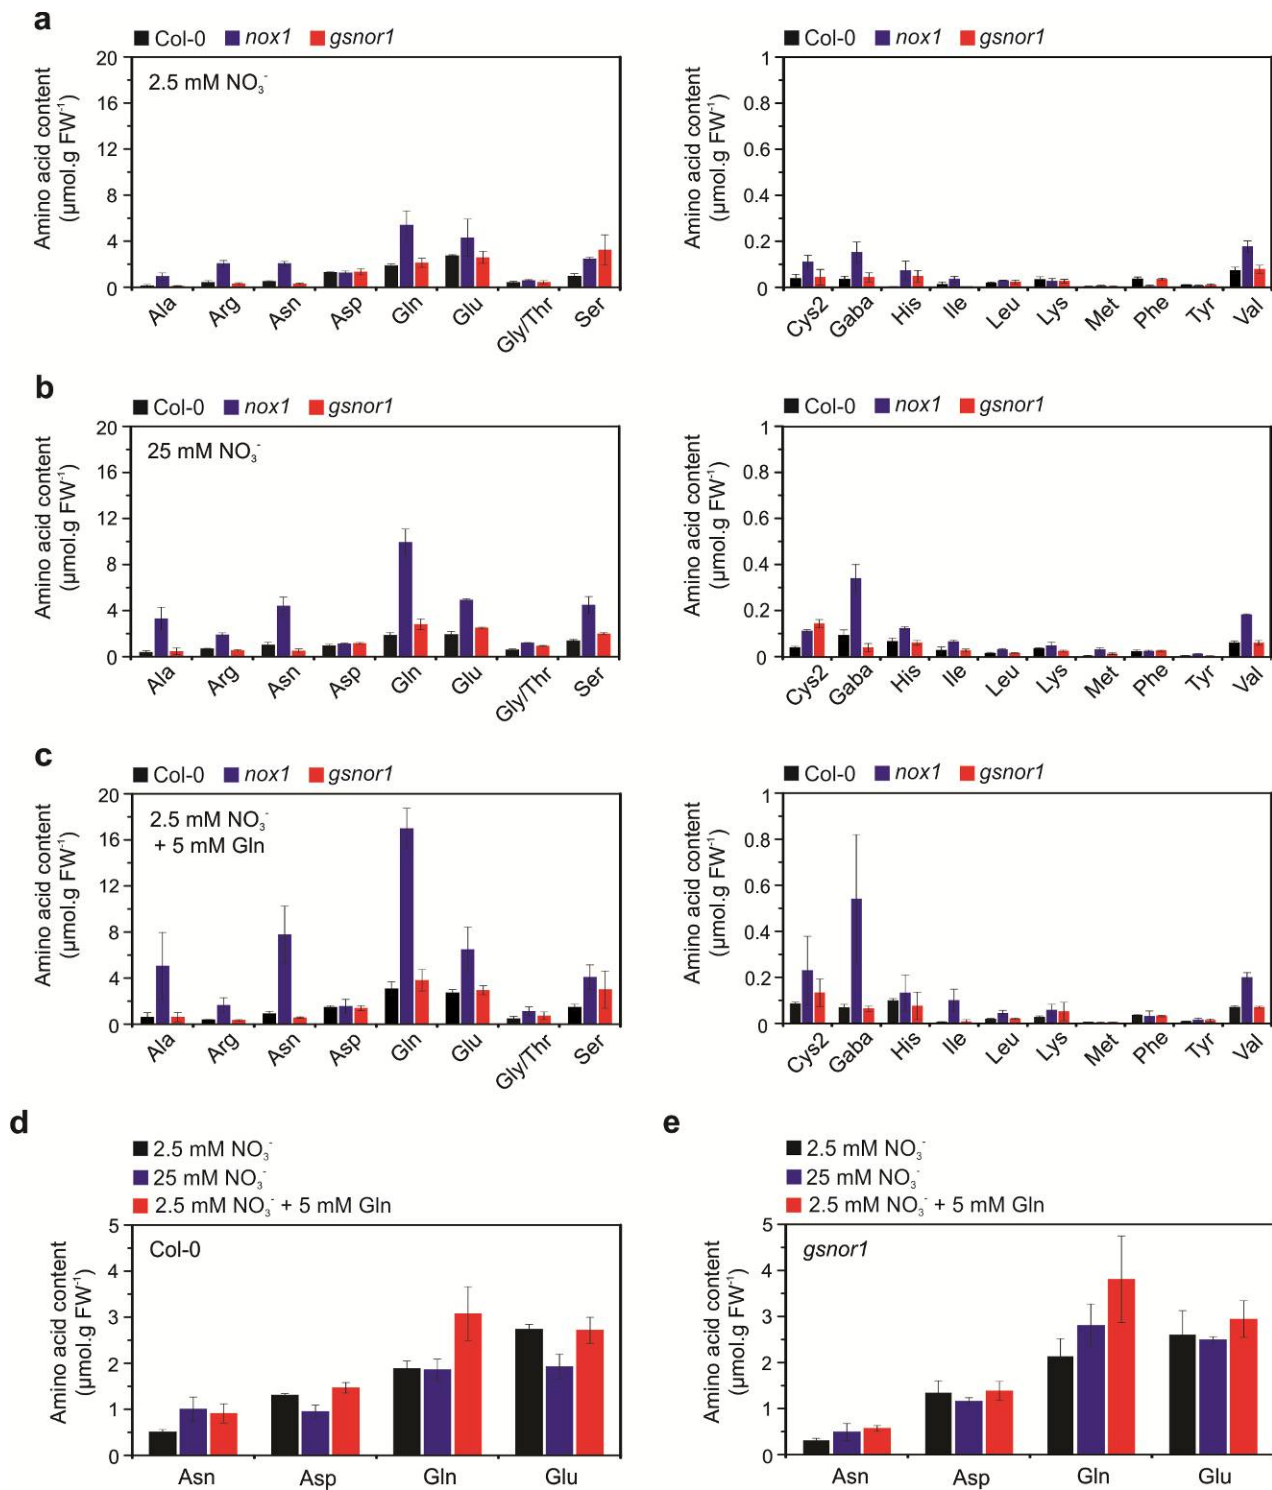 a
Col-0 nox1 gsnor1
Col-0 nox1 gsnor1
Amino acid content
(µmol.g FW⁻¹)
20
16
12
8
4
0
2.5 mM NO₃⁻
Ala Arg Asn Asp Gln Glu Gly/Thr Ser
Amino acid content
(µmol.g FW⁻¹)
1
0.8
0.6
0.4
0.2
0
Cys2 Gaba His Ile Leu Lys Met Phe Tyr Val
b
Col-0 nox1 gsnor1
Col-0 nox1 gsnor1
Amino acid content
(µmol.g FW⁻¹)
20
16
12
8
4
0
25 mM NO₃⁻
Ala Arg Asn Asp Gln Glu Gly/Thr Ser
Amino acid content
(µmol.g FW⁻¹)
1
0.8
0.6
0.4
0.2
0
Cys2 Gaba His Ile Leu Lys Met Phe Tyr Val
c
Col-0 nox1 gsnor1
Col-0 nox1 gsnor1
Amino acid content
(µmol.g FW⁻¹)
20
16
12
8
4
0
2.5 mM NO₃⁻
+ 5 mM Gln
Ala Arg Asn Asp Gln Glu Gly/Thr Ser
Amino acid content
(µmol.g FW⁻¹)
1
0.8
0.6
0.4
0.2
0
Cys2 Gaba His Ile Leu Lys Met Phe Tyr Val
d
2.5 mM NO₃⁻
25 mM NO₃⁻
2.5 mM NO₃⁻ + 5 mM Gln
Amino acid content
(µmol.g FW⁻¹)
5
4
3
2
1
0
Col-0
Asn Asp Gln Glu
e
2.5 mM NO₃⁻
25 mM NO₃⁻
2.5 mM NO₃⁻ + 5 mM Gln
Amino acid content
(µmol.g FW⁻¹)
5
4
3
2
1
0
gsnor1
Asn Asp Gln Glu